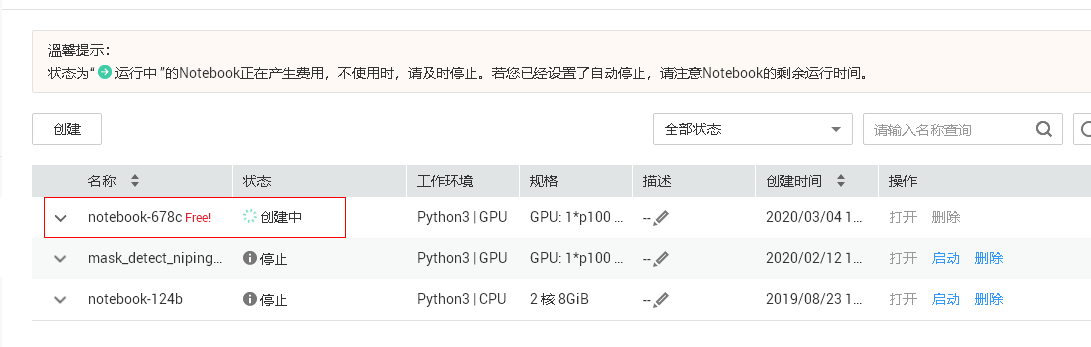 温馨提示：
状态为“ 运行中 ”的Notebook正在产生费用，不使用时，请及时停止。若您已经设置了自动停止，请注意Notebook的剩余运行时间。
创建 全部状态 请输入名称查询
名称 状态 工作环境 规格 描述 创建时间 操作
notebook-678c Free! 创建中 Python3 | GPU GPU: 1*p100 ... -- 2020/03/04 1... 打开 删除
mask_detect_niping... 停止 Python3 | GPU GPU: 1*p100 ... -- 2020/02/12 1... 打开 启动 删除
notebook-124b 停止 Python3 | CPU 2 核 8GiB -- 2019/08/23 1... 打开 启动 删除